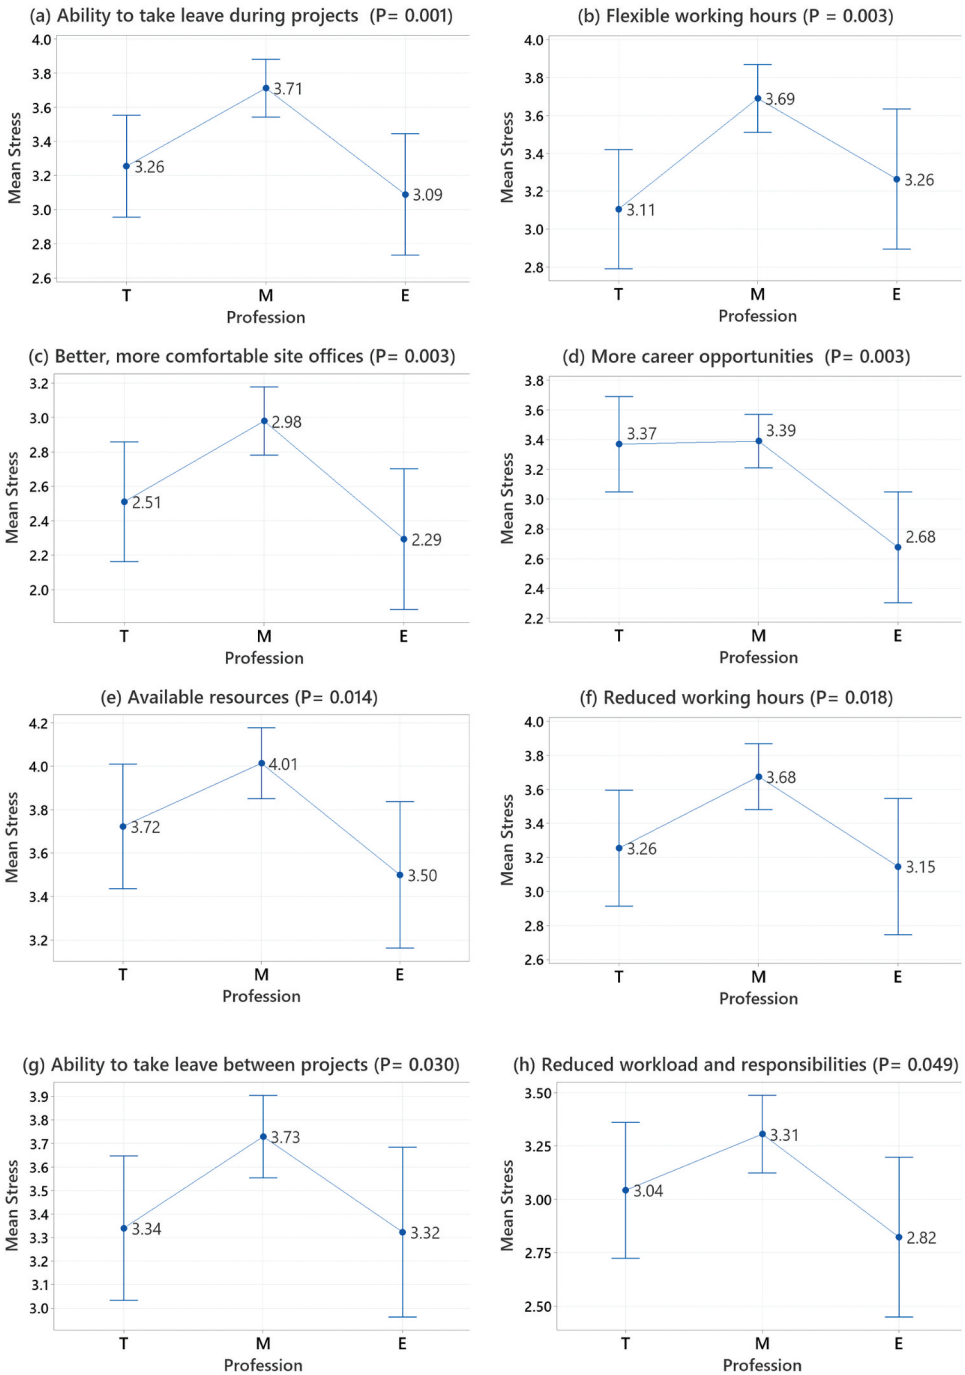 (a) Ability to take leave during projects (P= 0.001)
4.0
3.8
3.6
3.4
3.2
3.0
2.8
2.6
Mean Stress
3.26
3.71
3.09
T M E
Profession
(b) Flexible working hours (P = 0.003)
4.0
3.8
3.6
3.4
3.2
3.0
2.8
Mean Stress
3.11
3.69
3.26
T M E
Profession
(c) Better, more comfortable site offices (P= 0.003)
3.2
3.0
2.8
2.6
2.4
2.2
2.0
Mean Stress
2.51
2.98
2.29
T M E
Profession
(d) More career opportunities (P= 0.003)
3.8
3.6
3.4
3.2
3.0
2.8
2.6
2.4
2.2
Mean Stress
3.37
3.39
2.68
T M E
Profession
(e) Available resources (P= 0.014)
4.2
4.0
3.8
3.6
3.4
3.2
Mean Stress
3.72
4.01
3.50
T M E
Profession
(f) Reduced working hours (P= 0.018)
4.0
3.8
3.6
3.4
3.2
3.0
2.8
2.6
Mean Stress
3.26
3.68
3.15
T M E
Profession
(g) Ability to take leave between projects (P= 0.030)
3.9
3.8
3.7
3.6
3.5
3.4
3.3
3.2
3.1
3.0
Mean Stress
3.34
3.73
3.32
T M E
Profession
(h) Reduced workload and responsibilities (P= 0.049)
3.50
3.25
3.00
2.75
2.50
Mean Stress
3.04
3.31
2.82
T M E
Profession